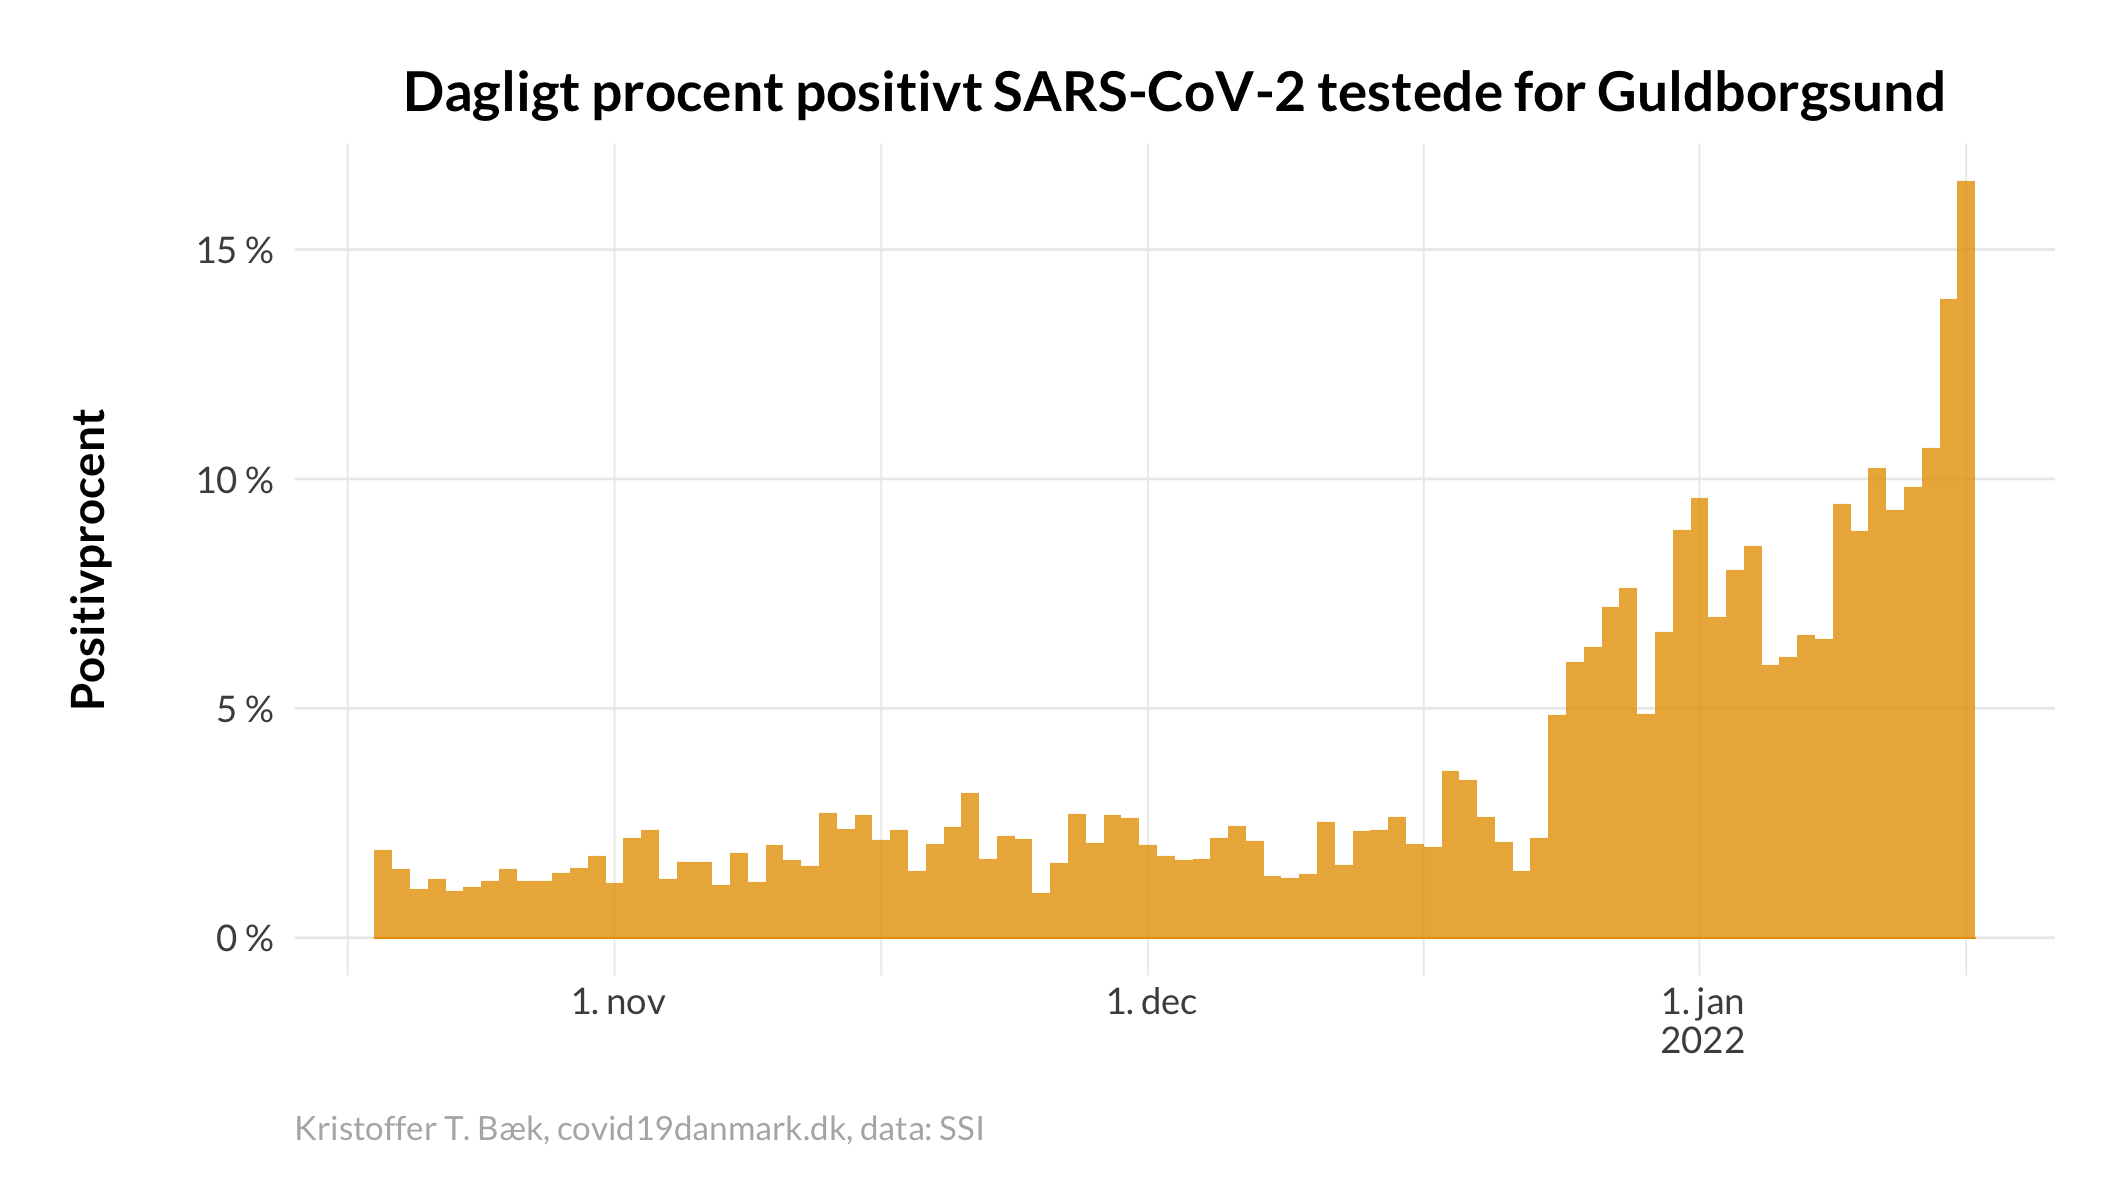 Dagligt procent positivt SARS-CoV-2 testede for Guldborgsund
Positivprocent
15 %
10 %
5 %
0 %
1. nov
1. dec
1. jan
2022
Kristoffer T. Bæk, covid19danmark.dk, data: SSI